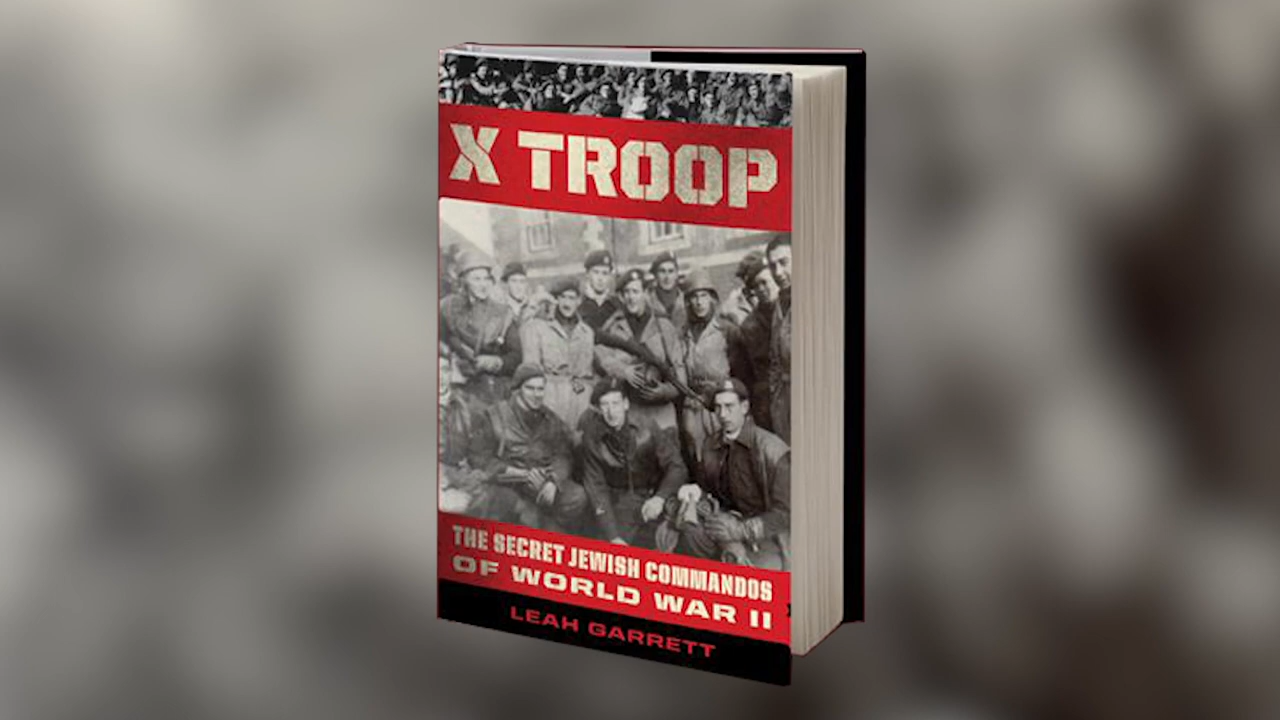 X TROOP
THE SECRET JEWISH COMMANDOS
OF WORLD WAR II
LEAH GARRETT